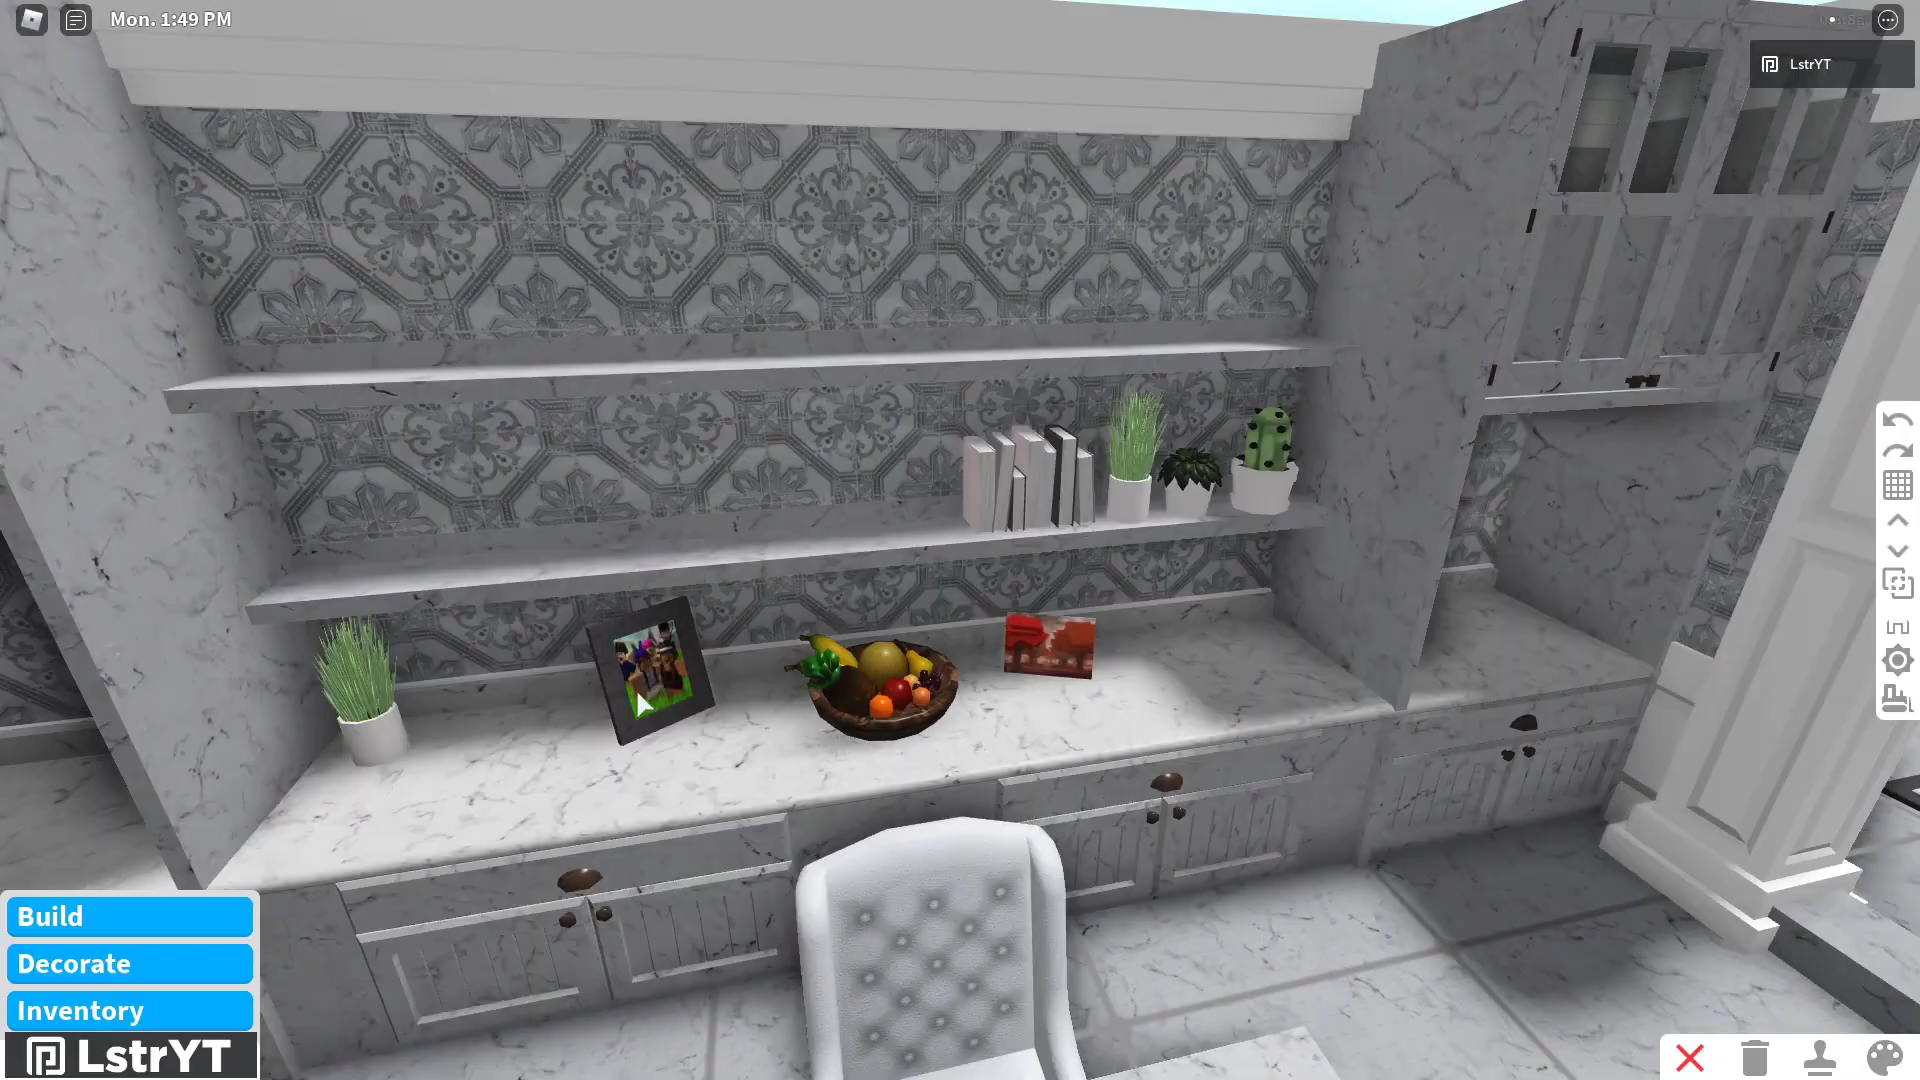 Mon. 1:49 PM
LstrYT
Build
Decorate
Inventory
LstrYT